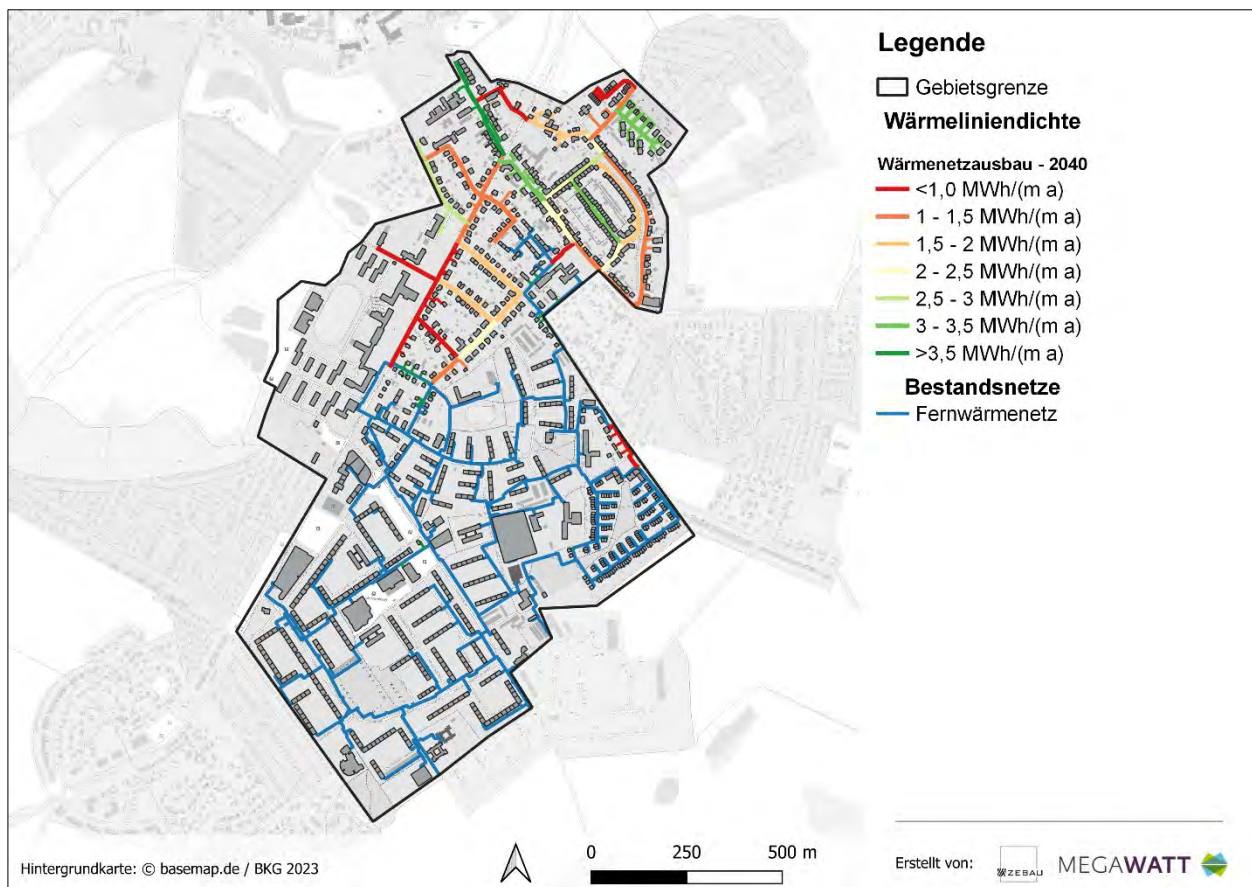 Legende
Gebietsgrenze
Wärmeliniendichte
Wärmenetzausbau - 2040
<1,0 MWh/(m a)
1 - 1,5 MWh/(m a)
1,5 - 2 MWh/(m a)
2 - 2,5 MWh/(m a)
2,5 - 3 MWh/(m a)
3 - 3,5 MWh/(m a)
>3,5 MWh/(m a)
Bestandsnetze
Fernwärmenetz
Hintergrundkarte: © basemap.de / BKG 2023
0 250 500 m
Erstellt von: ZEBAU MEGAWATT